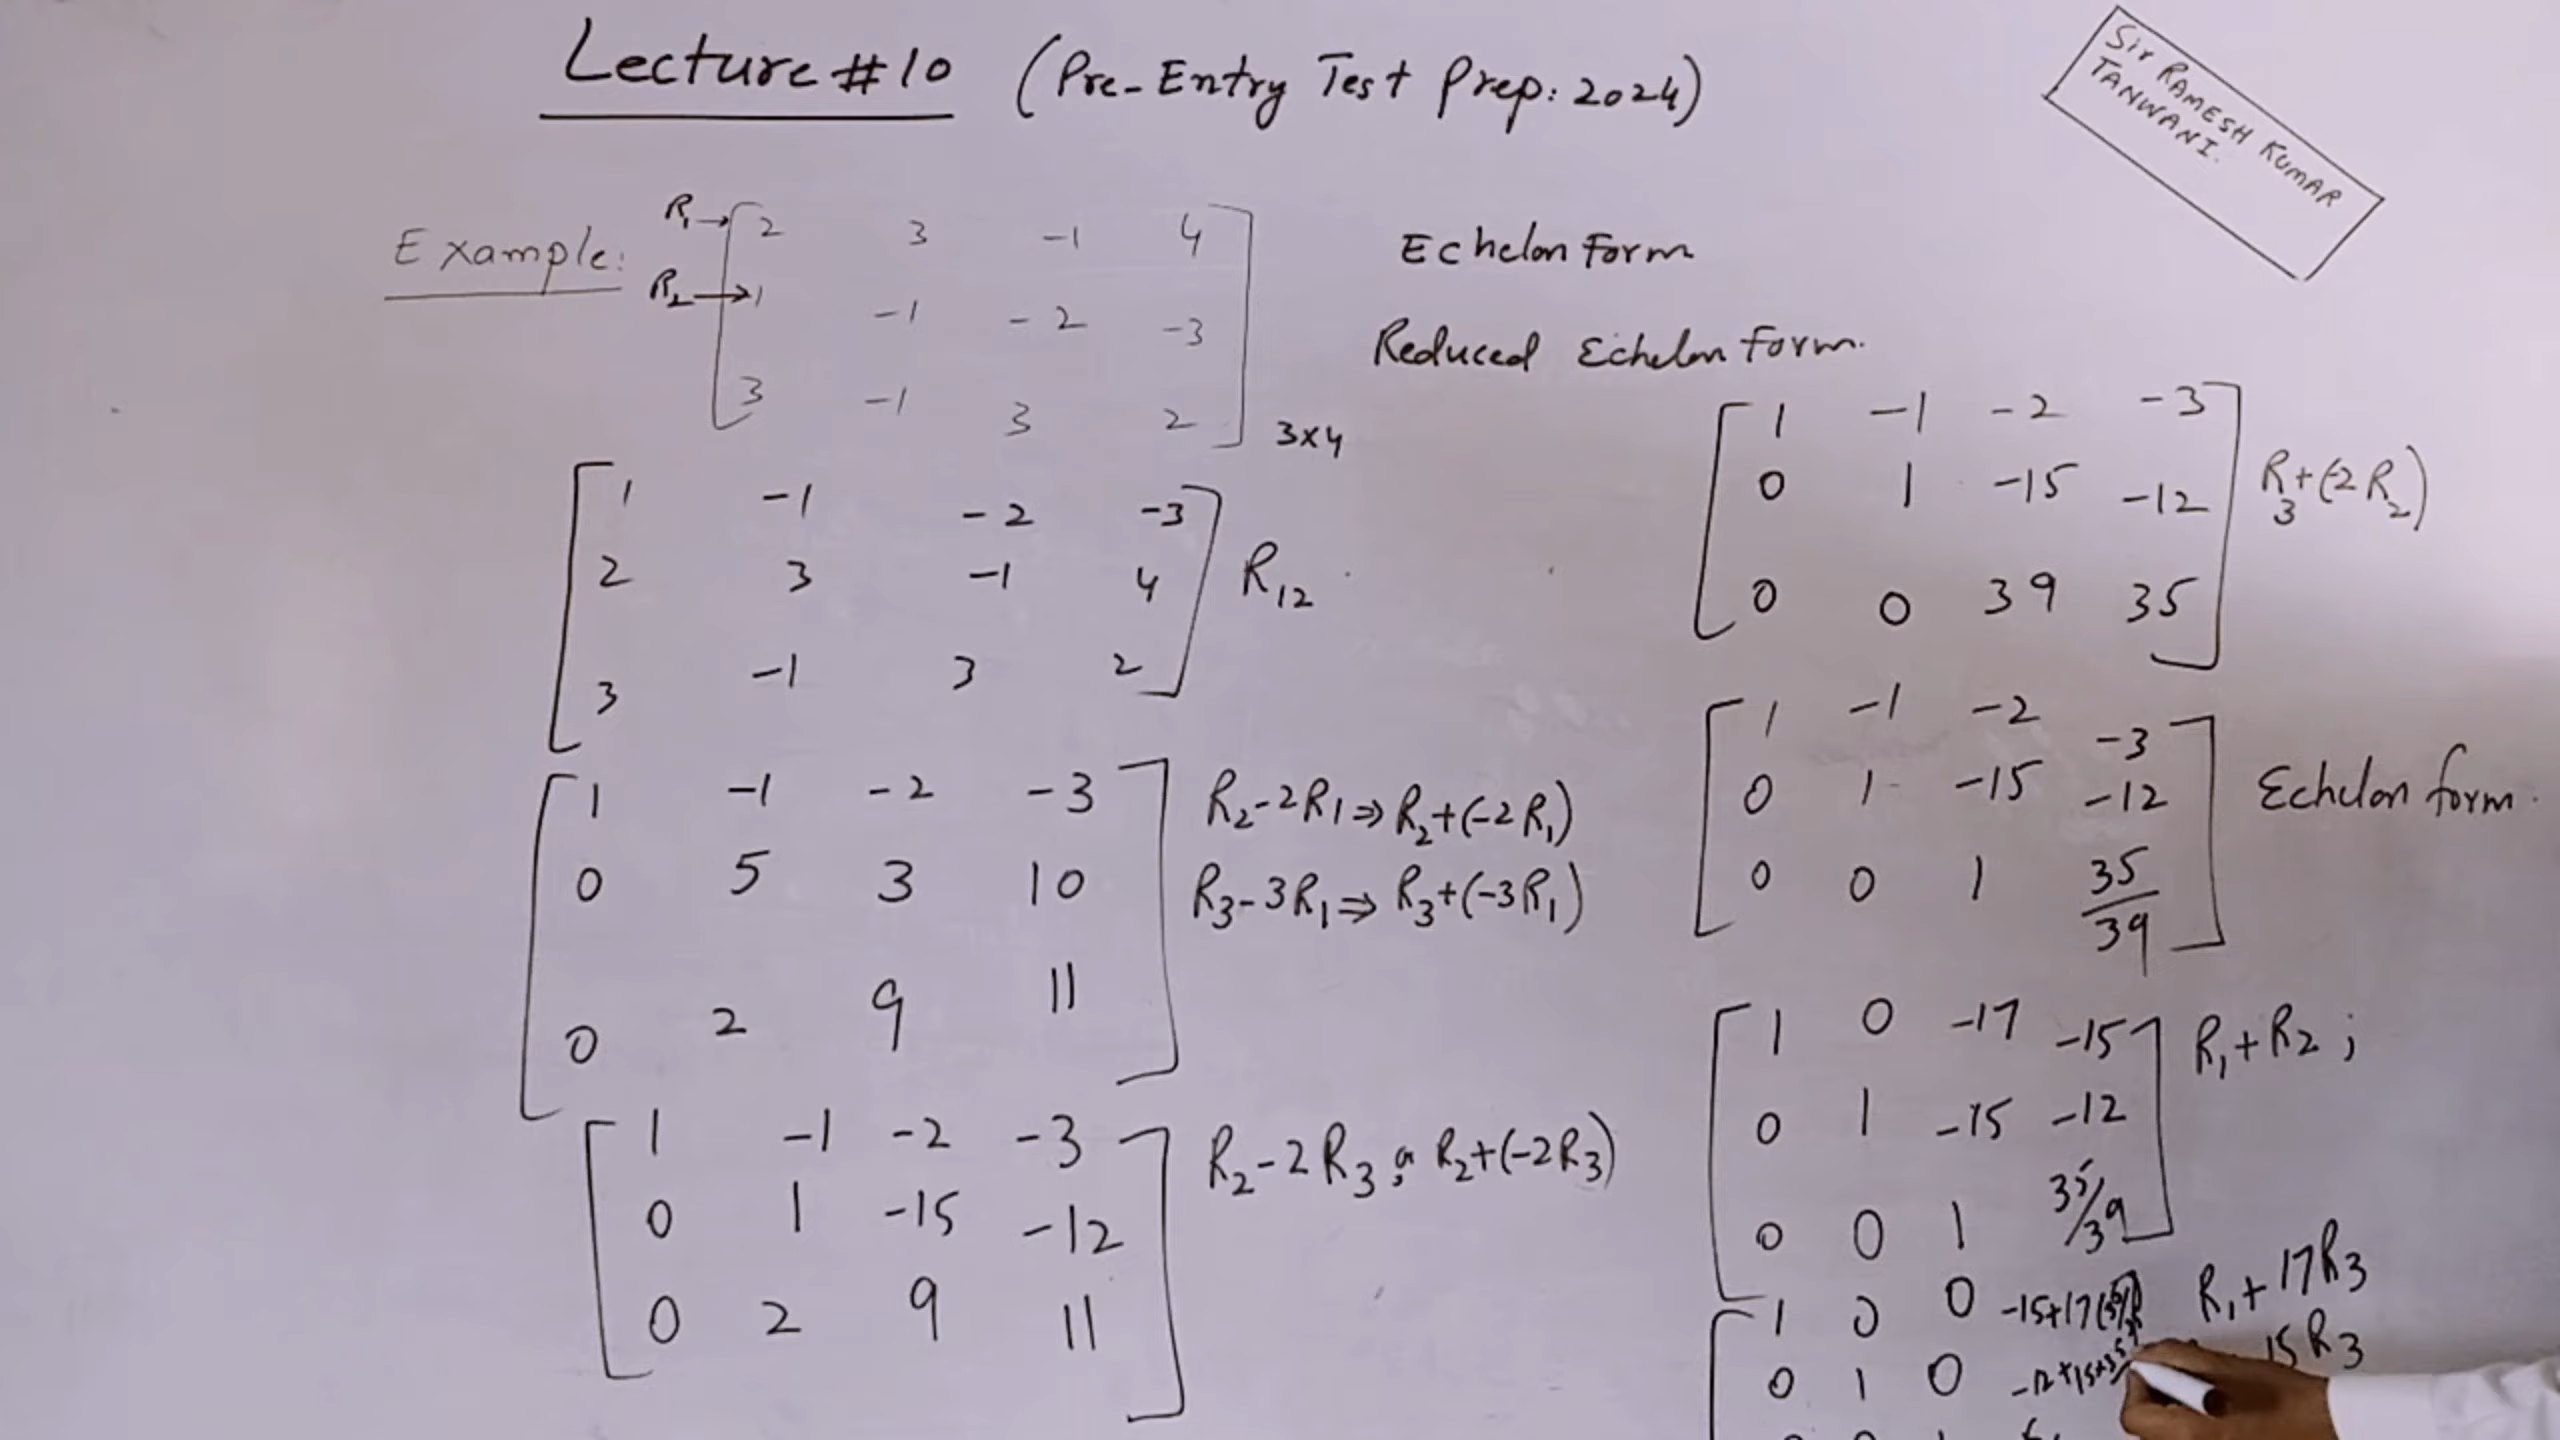 Lecture #10 (Pre-Entry Test Prep: 2024)
Sir RAMESH KUMAR
TANWANI.
Example:
R1→ 2 3 -1 4
R2→ 1 -1 -2 -3
3 -1 3 2
3x4
Echelon Form
Reduced Echelon Form.
1 -1 -2 -3
2 3 -1 4 R12
3 -1 3 2
1 -1 -2 -3 R2-2R1⇒R2+(-2R1)
0 5 3 10 R3-3R1⇒R3+(-3R1)
0 2 9 11
1 -1 -2 -3 R2-2R3 ; R2+(-2R3)
0 1 -15 -12
0 2 9 11
1 -1 -2 -3
0 1 -15 -12 R3+(2R2)
0 0 39 35
1 -1 -2 -3
0 1 -15 -12 Echelon form.
0 0 1 35/39
1 0 -17 -15 R1+R2 ;
0 1 -15 -12
0 0 1 35/39
1 0 0 -15+17( R1+17R3
0 1 0 -12+15+ 15R3